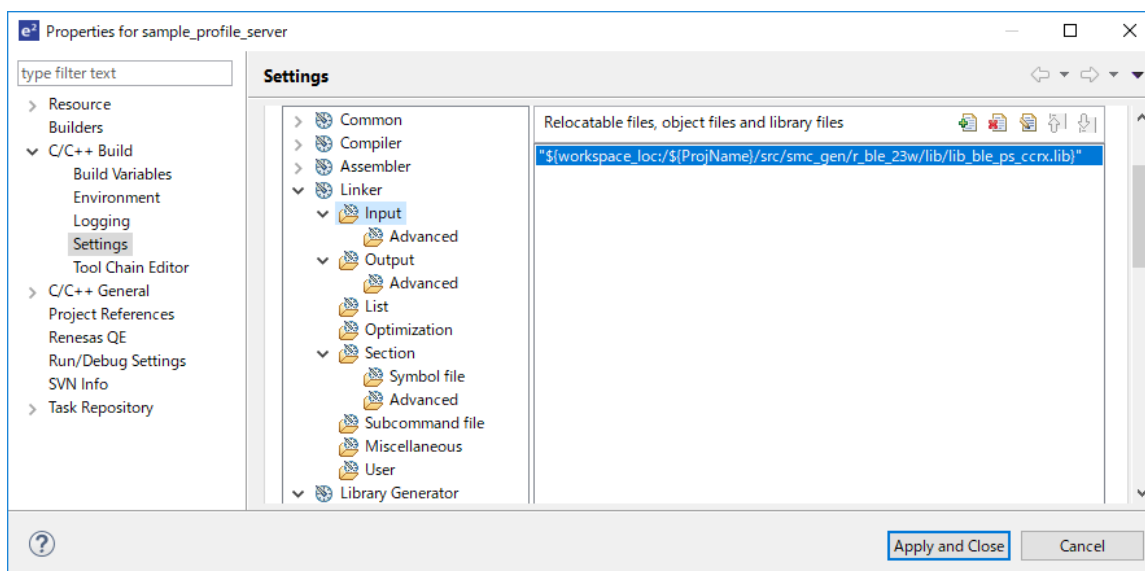 e² Properties for sample_profile_server
type filter text
Resource
Builders
C/C++ Build
Build Variables
Environment
Logging
Settings
Tool Chain Editor
C/C++ General
Project References
Renesas QE
Run/Debug Settings
SVN Info
Task Repository
Settings
Common
Compiler
Assembler
Linker
Input
Advanced
Output
Advanced
List
Optimization
Section
Symbol file
Advanced
Subcommand file
Miscellaneous
User
Library Generator
Relocatable files, object files and library files
"${workspace_loc:/${ProjName}/src/smc_gen/r_ble_23w/lib/lib_ble_ps_ccrx.lib}"
?
Apply and Close
Cancel